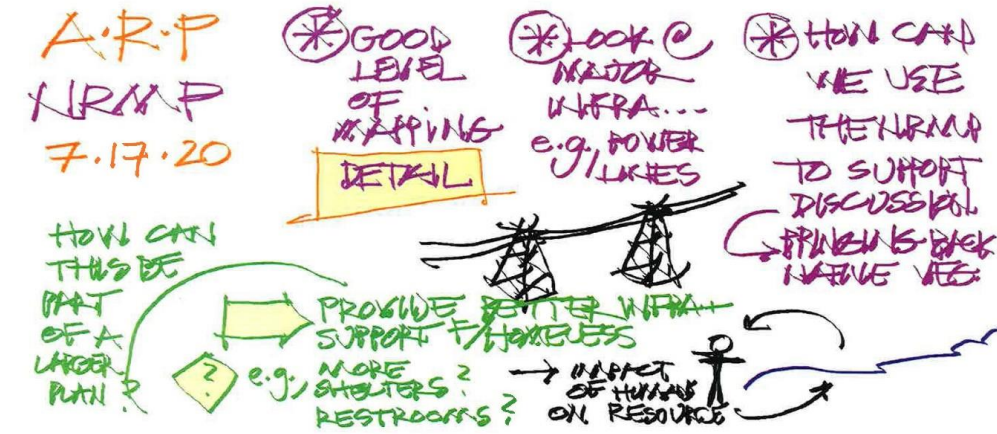 A.R.P
NRMP
7.17.20
GOOD
LEVEL
OF
MAPPING
DETAIL
LOOK @
MAJOR
INFRA...
e.g., POWER
LINES
HOW CAN
WE USE
THE NRMP
TO SUPPORT
DISCUSSION
BRINGING BACK
NATIVE VEG.
HOW CAN
THIS BE
PART
OF A
LARGER
PLAN?
PROVIDE BETTER INFRA +
SUPPORT F/HOMELESS
?
e.g., MORE
SHELTERS?
RESTROOMS?
→ IMPACT
OF HUMANS
ON RESOURCE